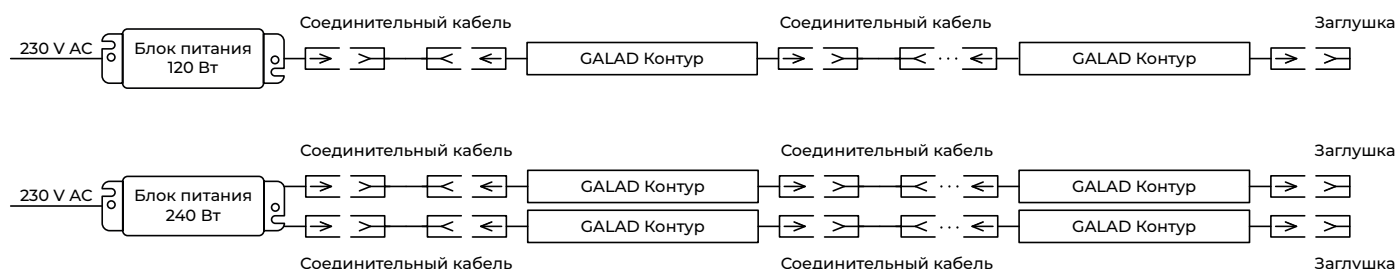 Соединительный кабель
Соединительный кабель
Заглушка
230 V AC
Блок питания
120 Вт
GALAD Контур
GALAD Контур
Соединительный кабель
Соединительный кабель
Заглушка
230 V AC
Блок питания
240 Вт
GALAD Контур
GALAD Контур
GALAD Контур
GALAD Контур
Соединительный кабель
Соединительный кабель
Заглушка